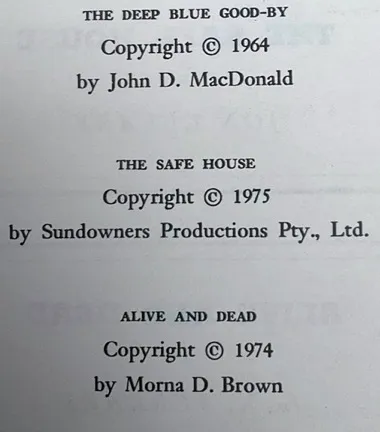 THE DEEP BLUE GOOD-BY
Copyright © 1964
by John D. MacDonald
THE SAFE HOUSE
Copyright © 1975
by Sundowners Productions Pty., Ltd.
ALIVE AND DEAD
Copyright © 1974
by Morna D. Brown